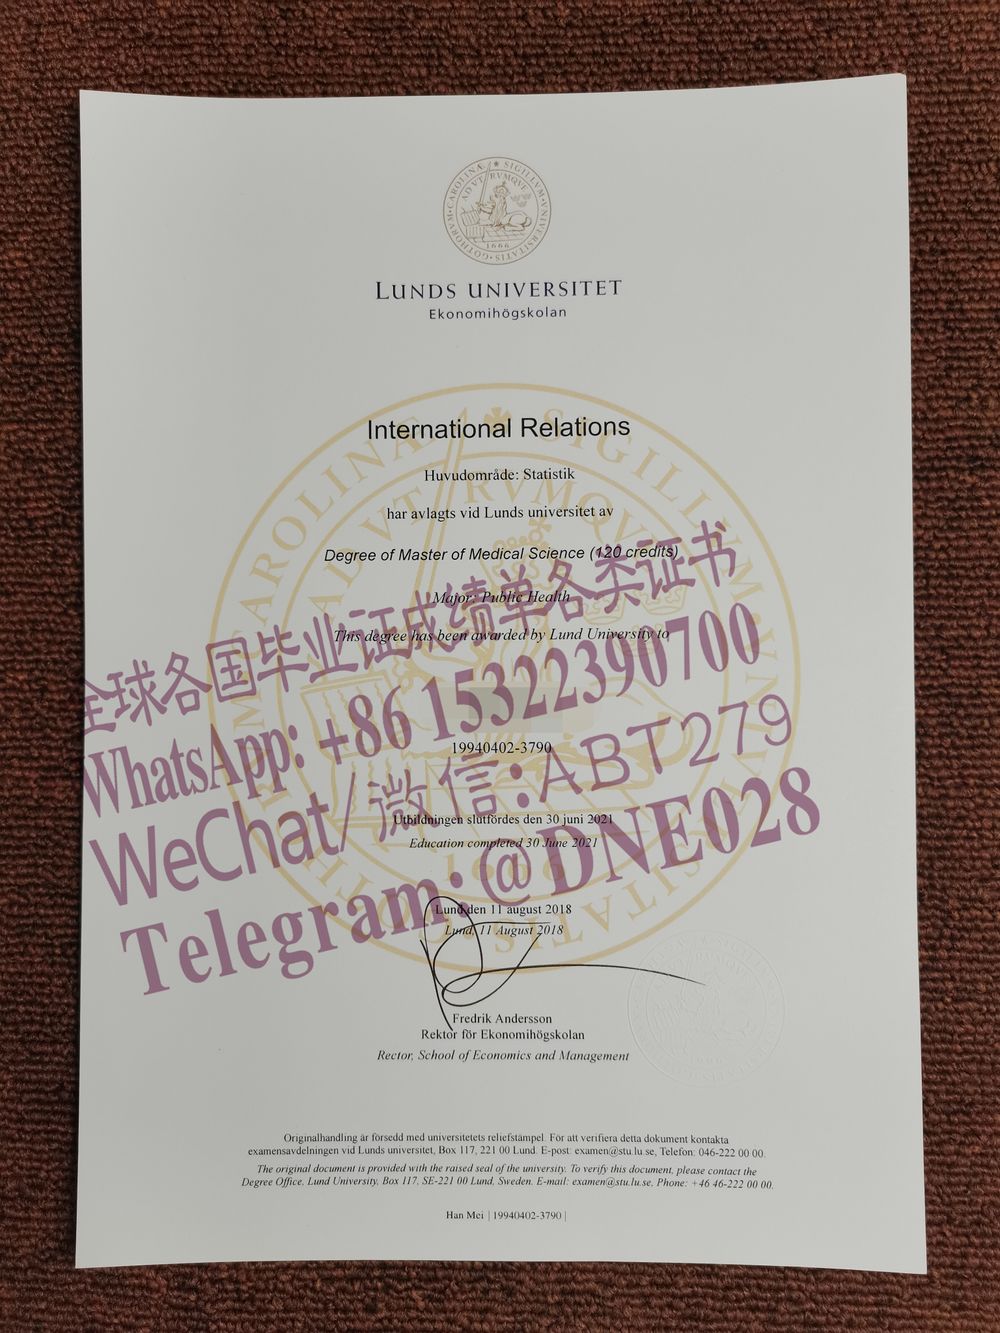 SIGILLVM·VNIVERSITATIS·GOTHORVM·CAROLINÆ
AD VTRVMQVE
1666
LUNDS UNIVERSITET
Ekonomihögskolan
International Relations
Huvudområde: Statistik
har avlagts vid Lunds universitet av
Degree of Master of Medical Science (120 credits)
Major: Public Health
This degree has been awarded by Lund University to
全球各国毕业证成绩单各类证书
WhatsApp: +86 15322390700
19940402-3790
WeChat/微信:ABT279
Utbildningen slutfördes den 30 juni 2021
Education completed 30 June 2021
Telegram: @DNE028
Lund den 11 august 2018
Lund, 11 August 2018
Fredrik Andersson
Rektor för Ekonomihögskolan
Rector, School of Economics and Management
Originalhandling är försedd med universitetets reliefstämpel. För att verifiera detta dokument kontakta
examensavdelningen vid Lunds universitet, Box 117, 221 00 Lund. E-post: examen@stu.lu.se, Telefon: 046-222 00 00.
The original document is provided with the raised seal of the university. To verify this document, please contact the
Degree Office, Lund University, Box 117, SE-221 00 Lund, Sweden. E-mail: examen@stu.lu.se, Phone: +46 46-222 00 00.
Han Mei | 19940402-3790 |